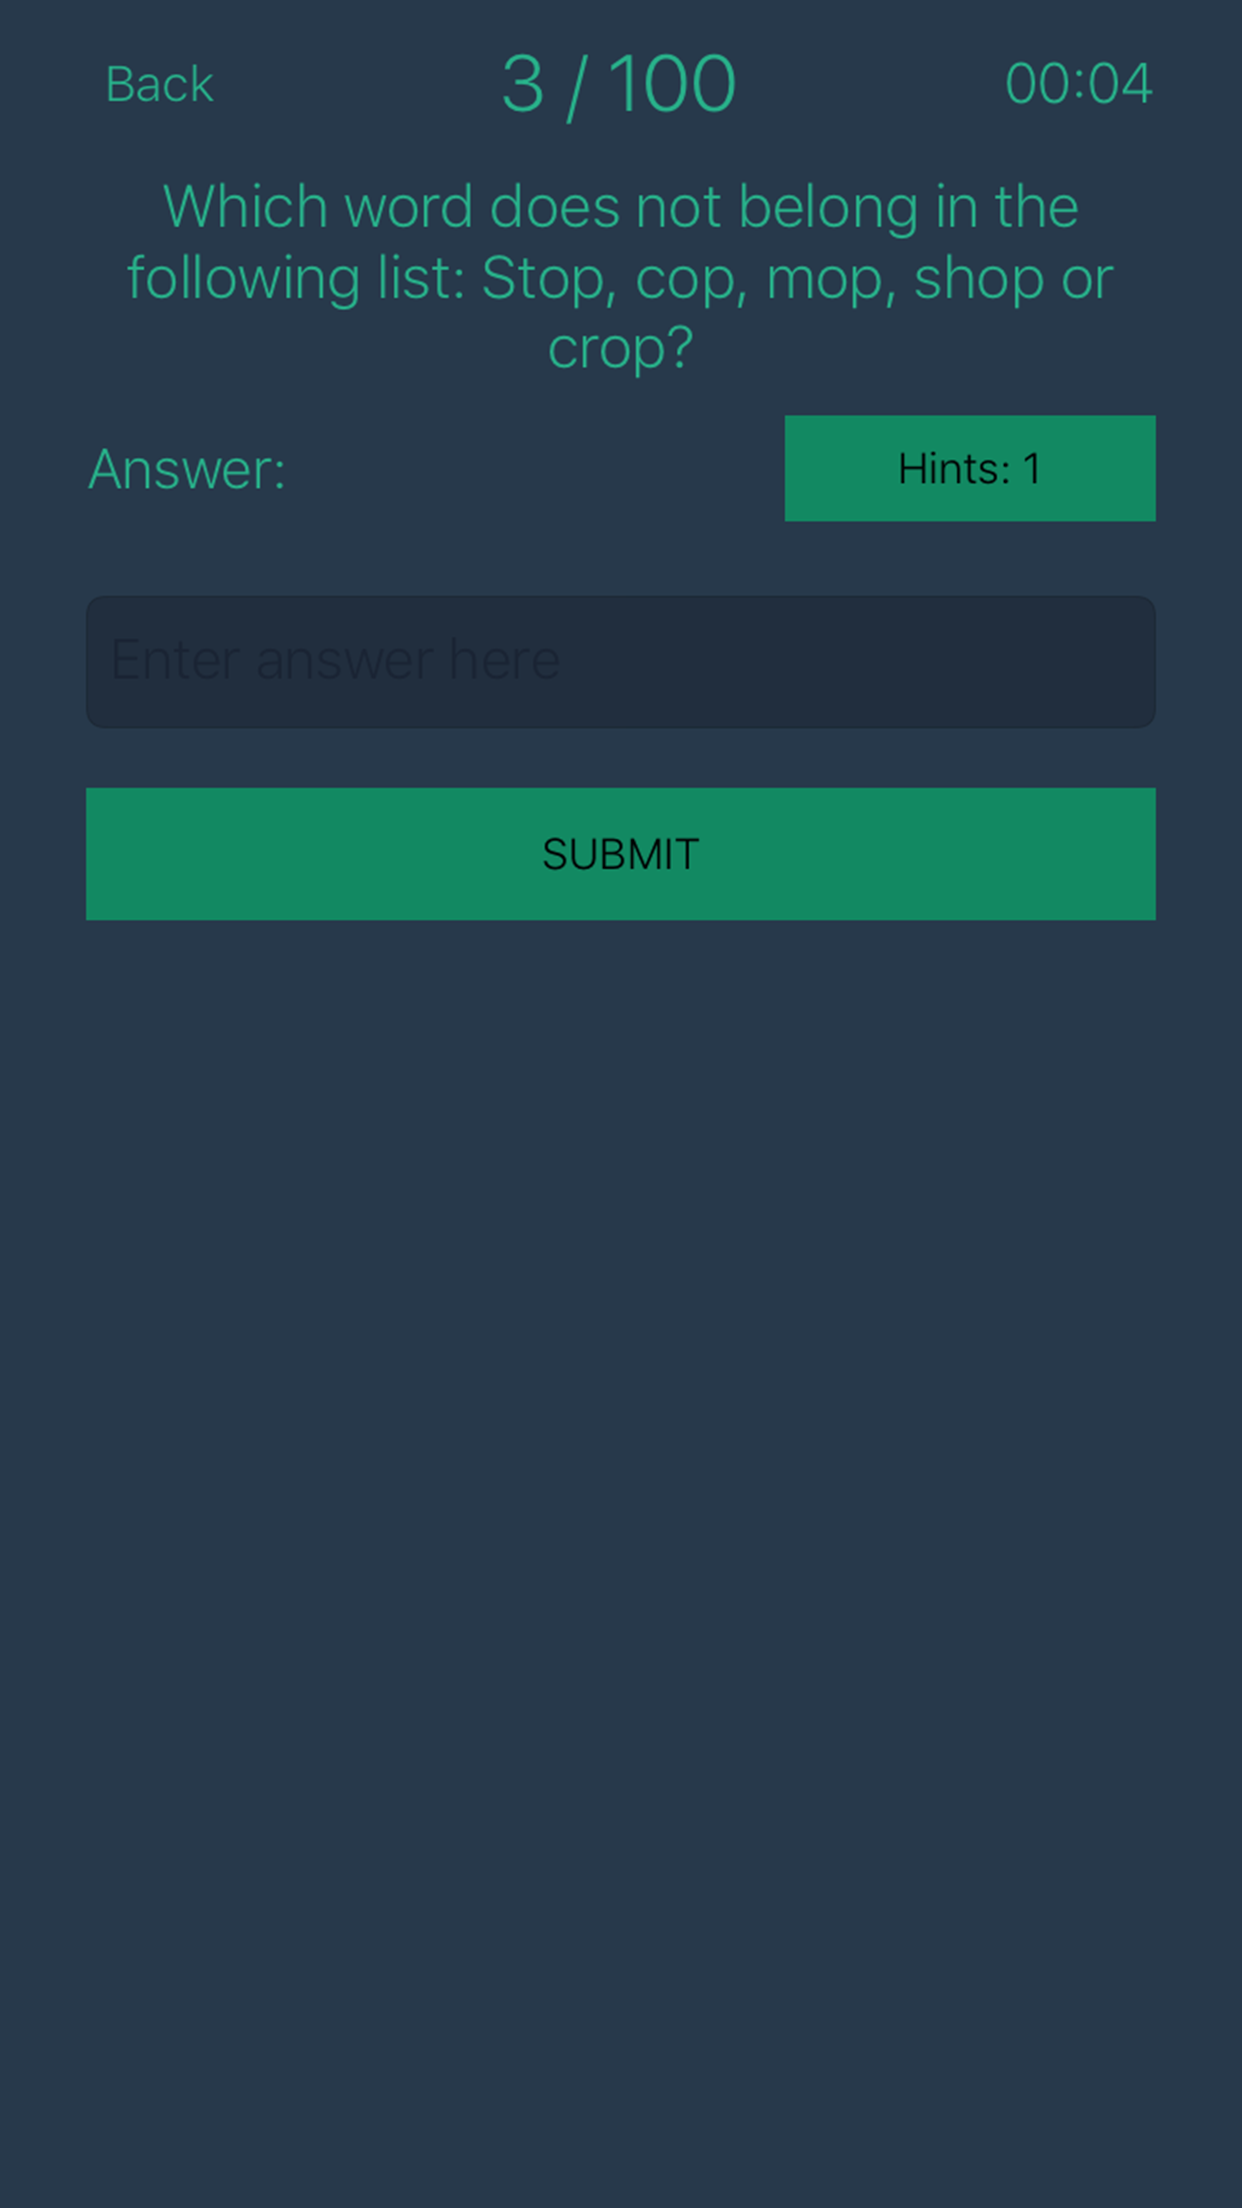 Back
3 / 100
00:04
Which word does not belong in the
following list: Stop, cop, mop, shop or
crop?
Answer:
Hints: 1
Enter answer here
SUBMIT